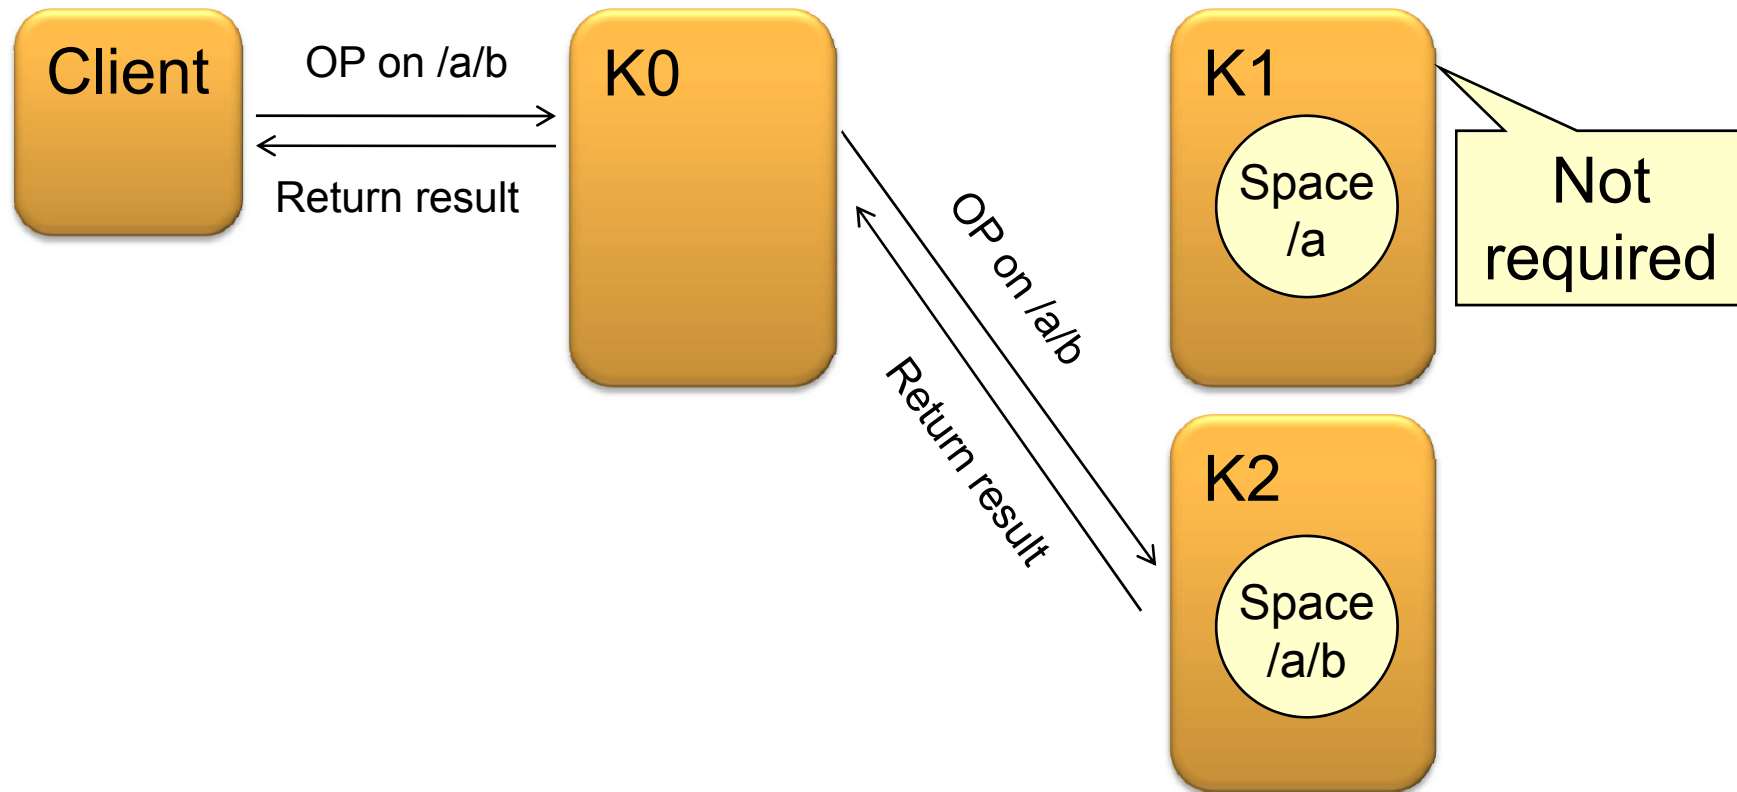 Client
OP on /a/b
Return result
K0
OP on /a/b
Return result
K1
Space
/a
Not
required
K2
Space
/a/b